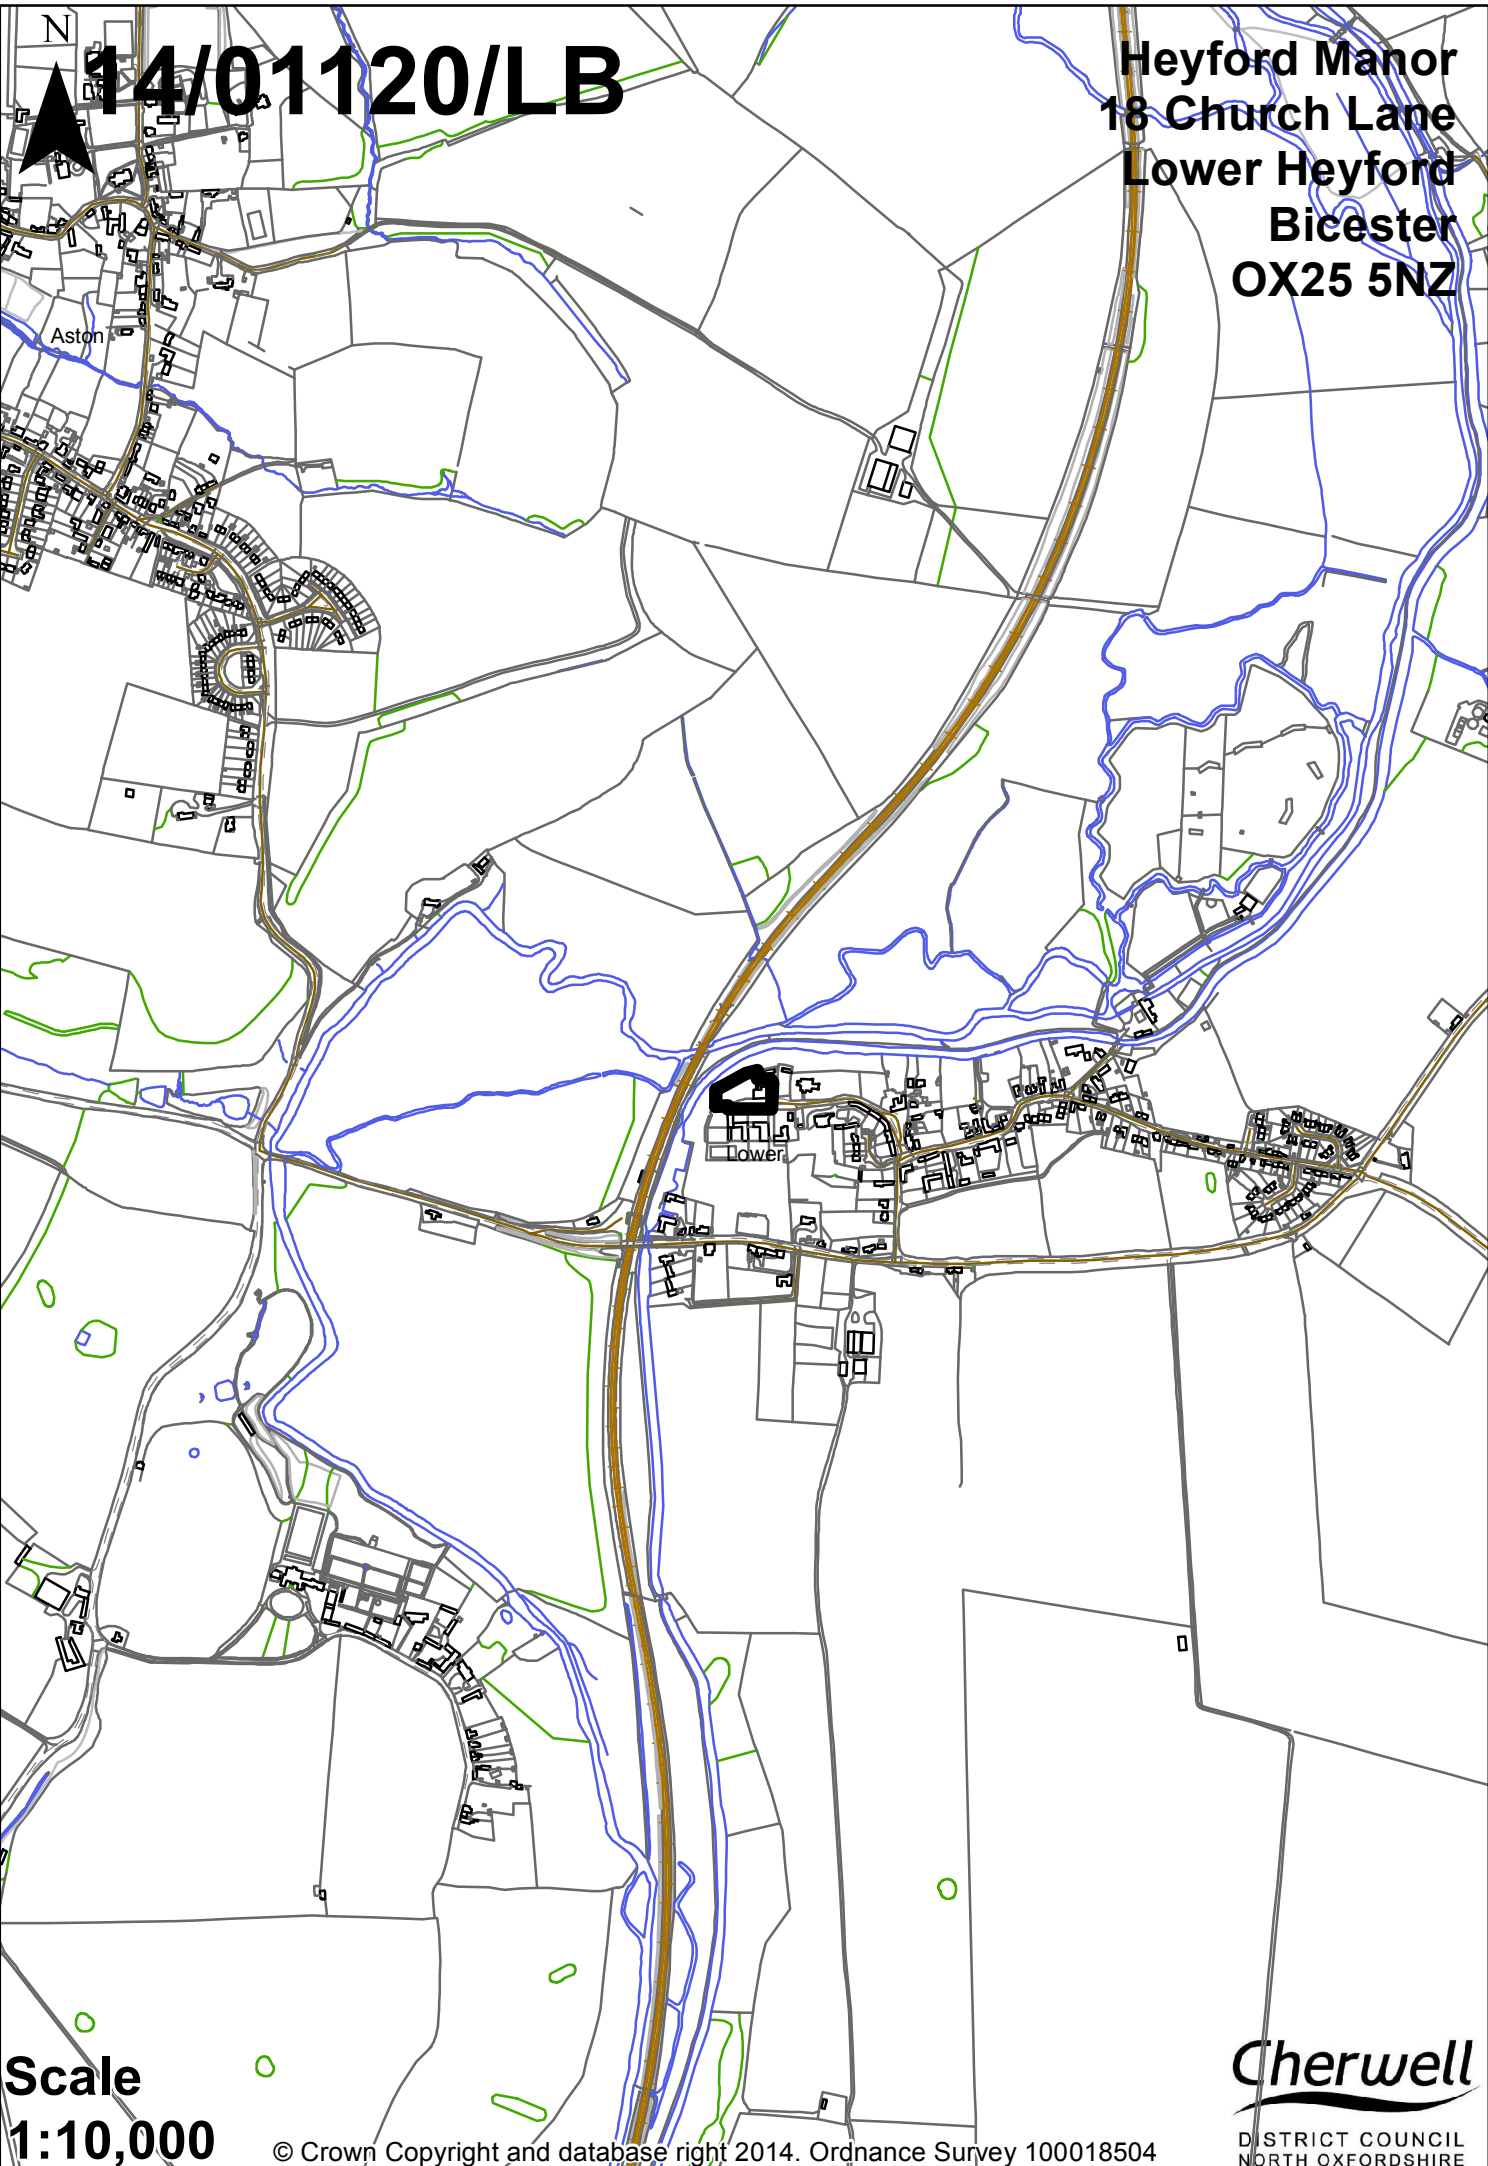 N
14/01120/LB
Heyford Manor
18 Church Lane
Lower Heyford
Bicester
OX25 5NZ
Aston
Lower
Scale
1:10,000
© Crown Copyright and database right 2014. Ordnance Survey 100018504
Cherwell
DISTRICT COUNCIL
NORTH OXFORDSHIRE